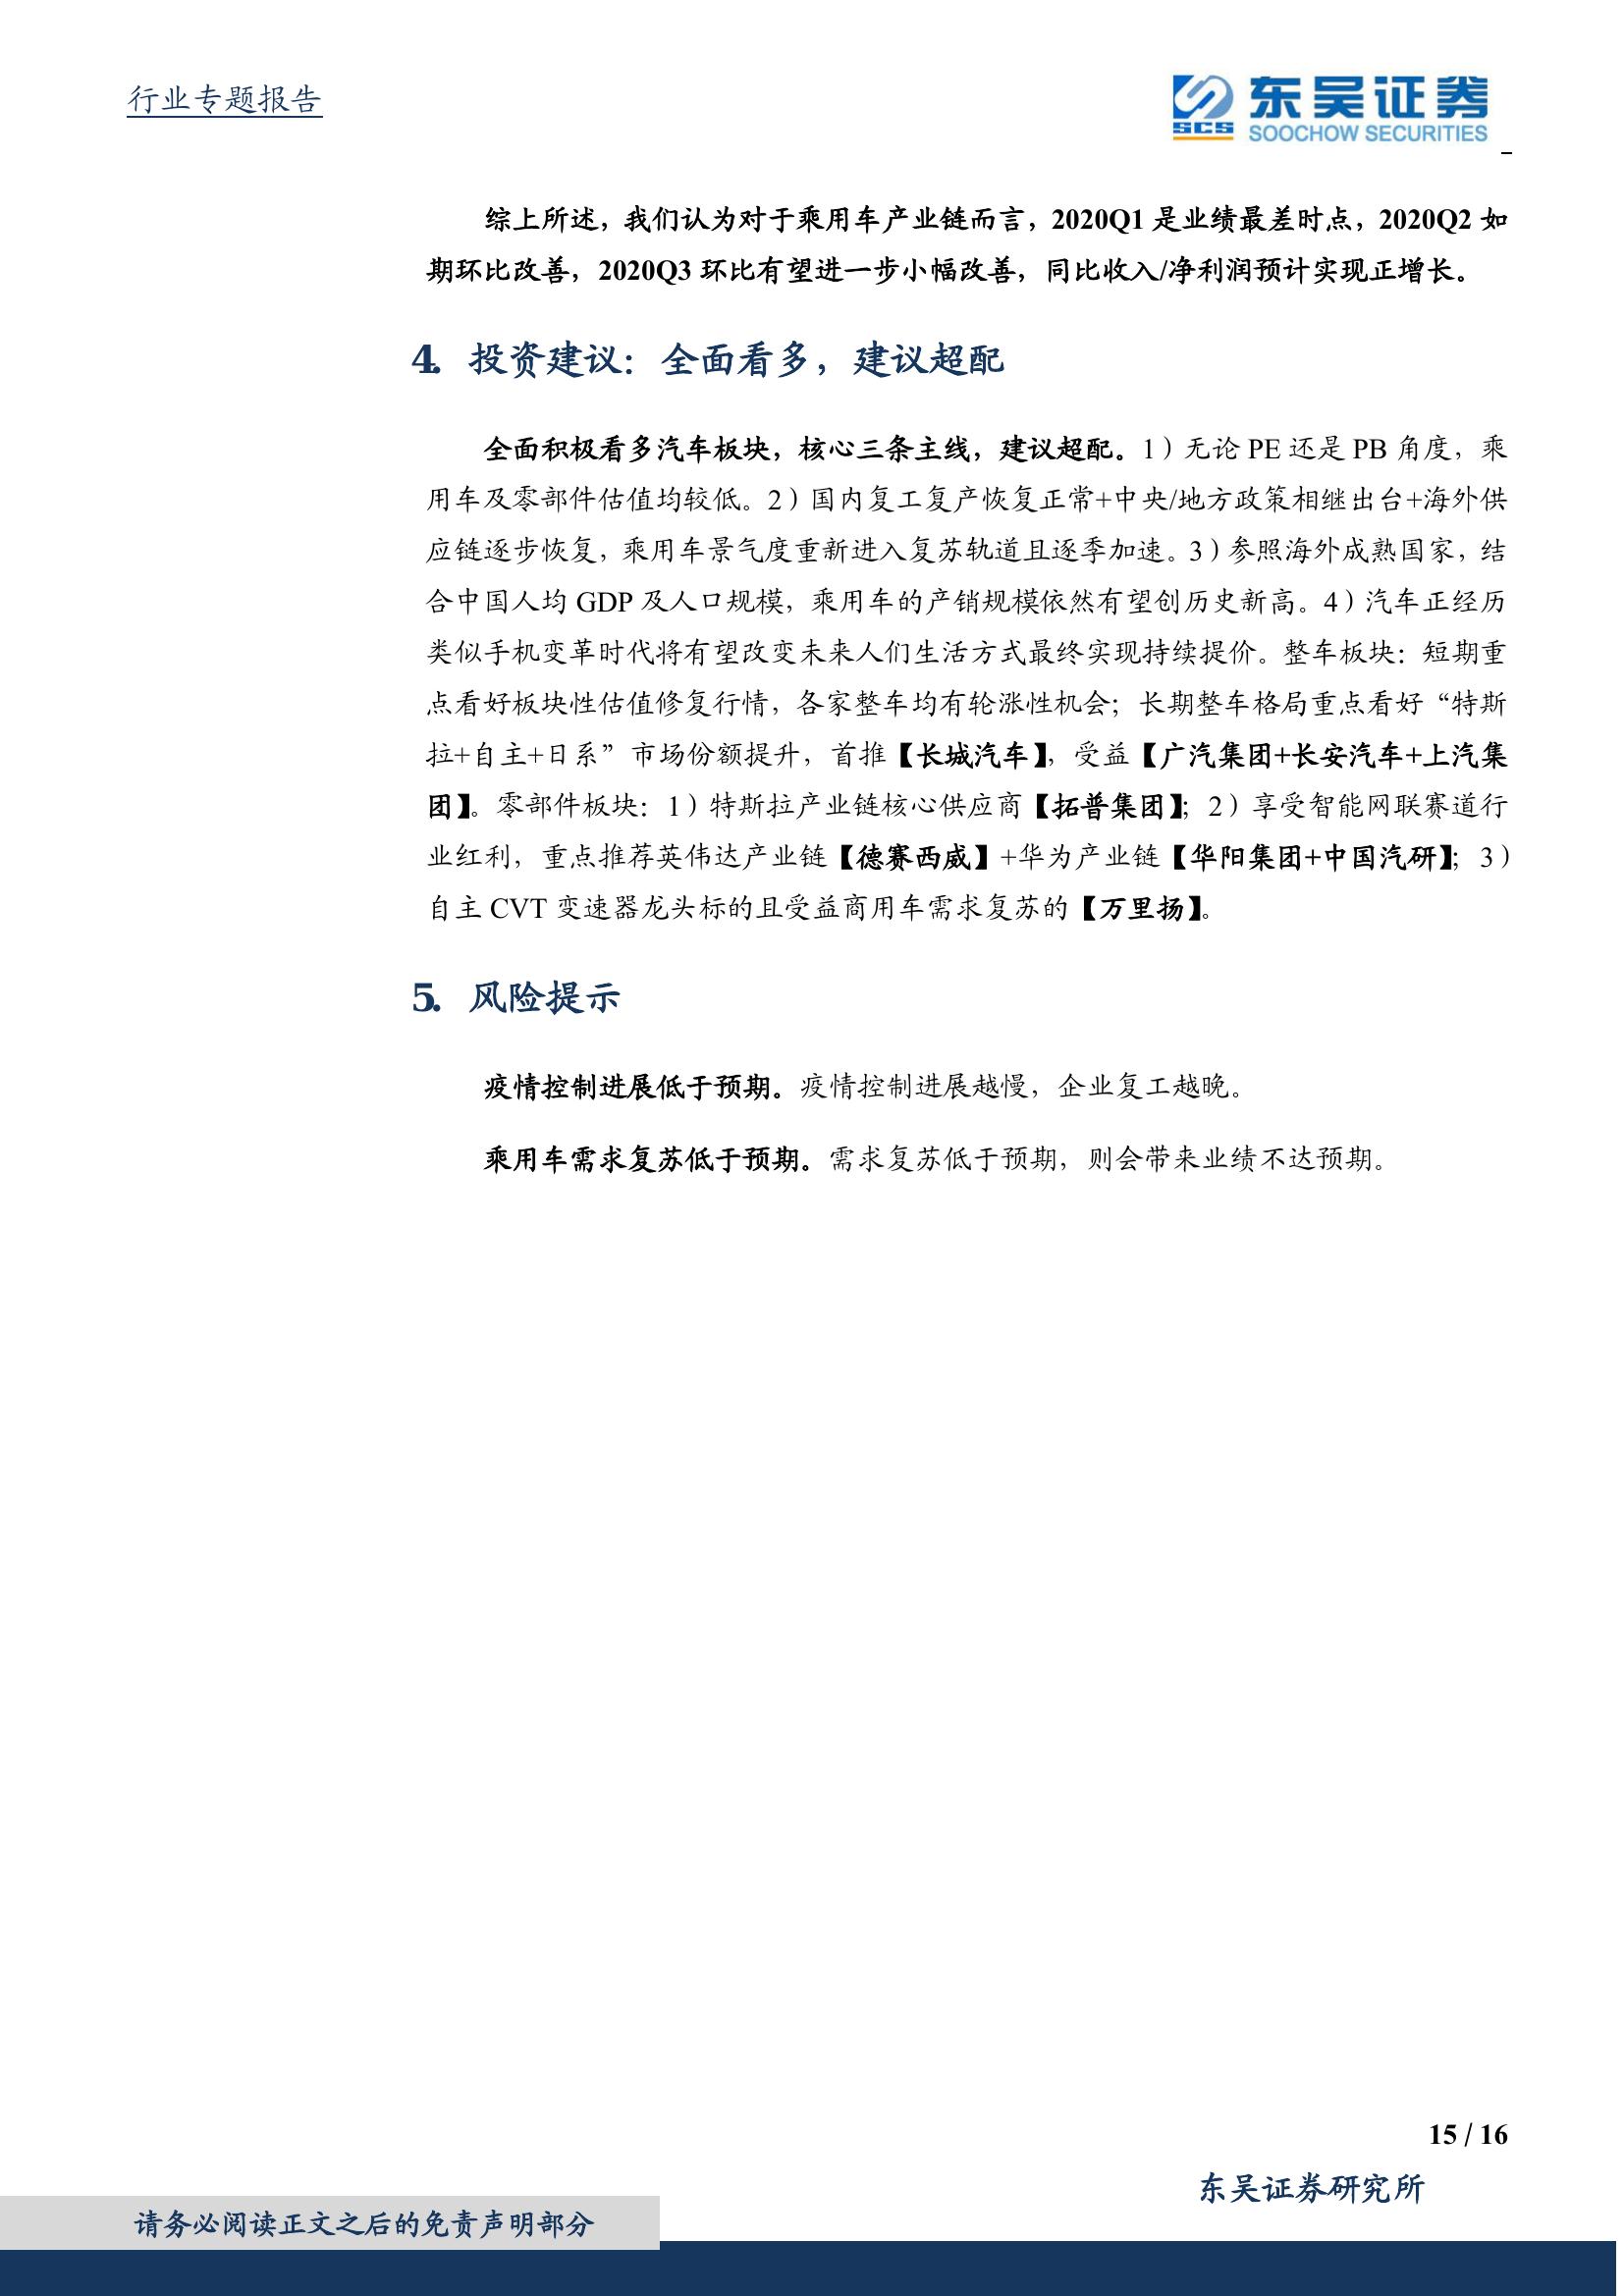 行业专题报告
东吴证券
SCS
SOOCHOW SECURITIES
综上所述，我们认为对于乘用车产业链而言，2020Q1 是业绩最差时点，2020Q2 如
期环比改善，2020Q3 环比有望进一步小幅改善，同比收入/净利润预计实现正增长。
4. 投资建议：全面看多，建议超配
全面积极看多汽车板块，核心三条主线，建议超配。1）无论 PE 还是 PB 角度，乘
用车及零部件估值均较低。2）国内复工复产恢复正常+中央/地方政策相继出台+海外供
应链逐步恢复，乘用车景气度重新进入复苏轨道且逐季加速。3）参照海外成熟国家，结
合中国人均 GDP 及人口规模，乘用车的产销规模依然有望创历史新高。4）汽车正经历
类似手机变革时代将有望改变未来人们生活方式最终实现持续提价。整车板块：短期重
点看好板块性估值修复行情，各家整车均有轮涨性机会；长期整车格局重点看好“特斯
拉+自主+日系”市场份额提升，首推【长城汽车】，受益【广汽集团+长安汽车+上汽集
团】。零部件板块：1）特斯拉产业链核心供应商【拓普集团】；2）享受智能网联赛道行
业红利，重点推荐英伟达产业链【德赛西威】+华为产业链【华阳集团+中国汽研】；3）
自主 CVT 变速器龙头标的且受益商用车需求复苏的【万里扬】。
5. 风险提示
疫情控制进展低于预期。疫情控制进展越慢，企业复工越晚。
乘用车需求复苏低于预期。需求复苏低于预期，则会带来业绩不达预期。
15 / 16
东吴证券研究所
请务必阅读正文之后的免责声明部分